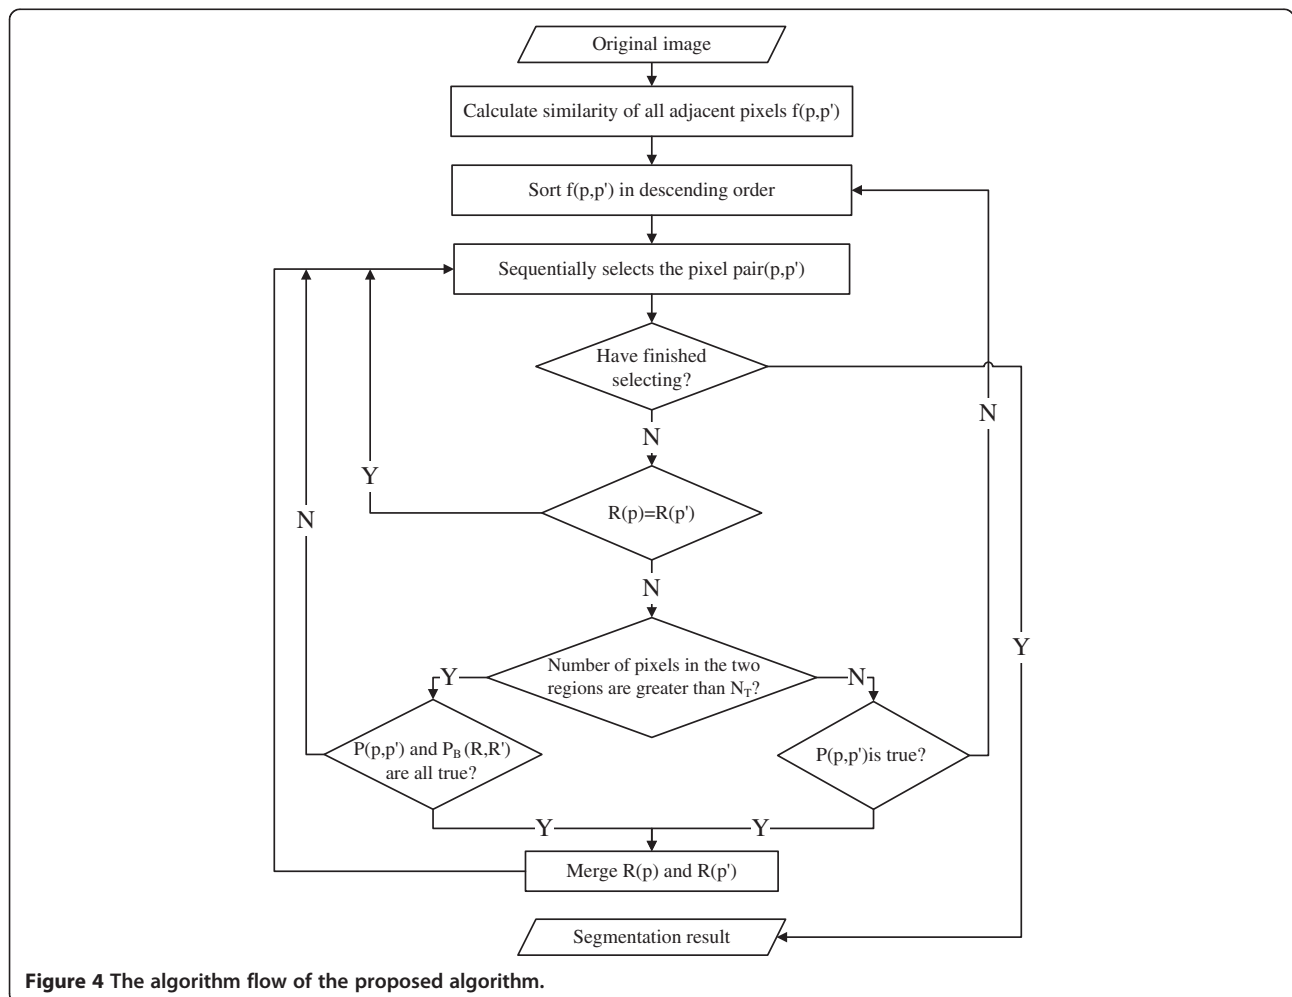 Original image
Calculate similarity of all adjacent pixels f(p,p')
Sort f(p,p') in descending order
Sequentially selects the pixel pair(p,p')
Have finished
selecting?
N
N
Y
R(p)=R(p')
N
N
Number of pixels in the two
regions are greater than N_T?
Y
Y
N
P(p,p') and P_B(R,R')
are all true?
P(p,p')is true?
Y
Y
Merge R(p) and R(p')
Segmentation result
Figure 4 The algorithm flow of the proposed algorithm.